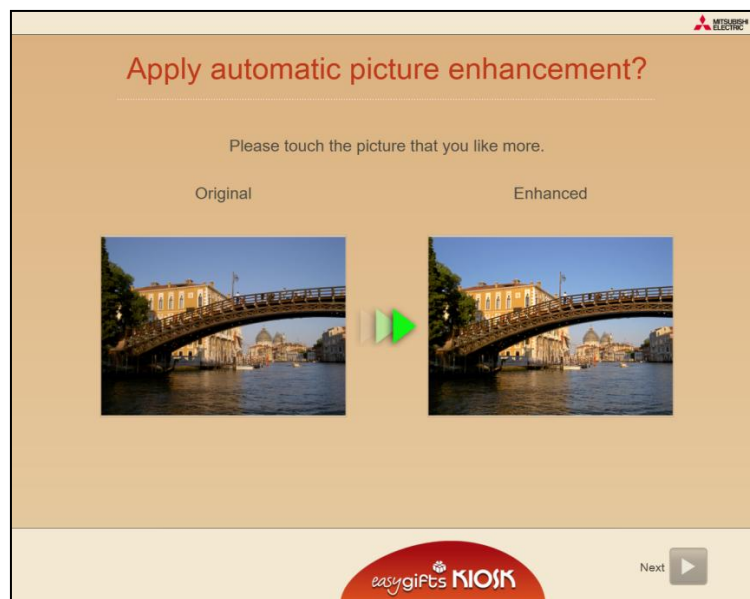 MITSUBISHI
ELECTRIC
Apply automatic picture enhancement?
Please touch the picture that you like more.
Original
Enhanced
Next
easygifts KIOSK